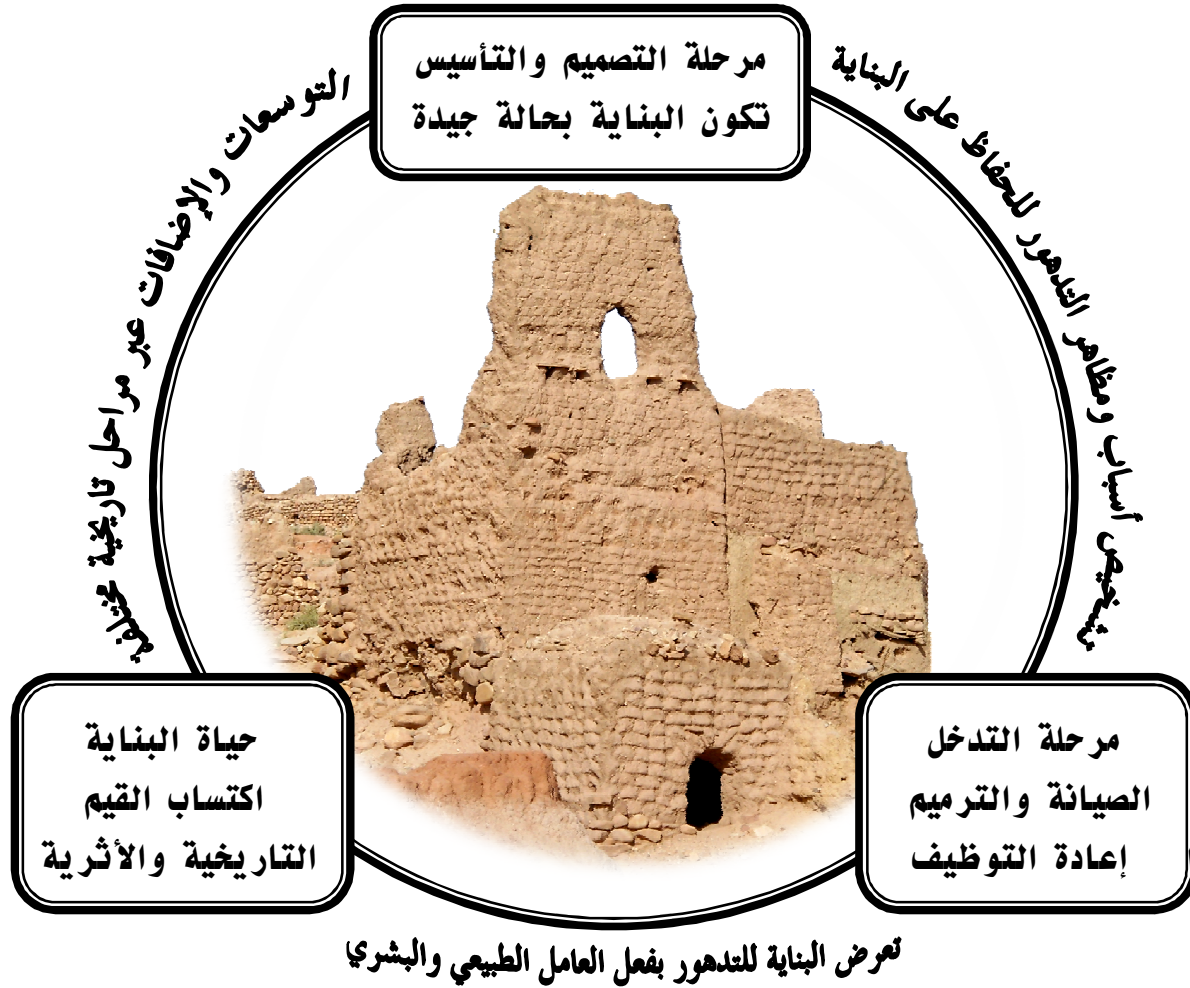 مرحلة التصميم والتأسيس
تكون البناية بحالة جيدة
التوسعات والإضافات عبر مراحل تاريخية مختلفة
حياة البناية
اكتساب القيم
التاريخية والأثرية
تعرض البناية للتدهور بفعل العامل الطبيعي والبشري
مرحلة التدخل
الصيانة والترميم
إعادة التوظيف
تشخيص أسباب ومظاهر التدهور للحفاظ على البناية